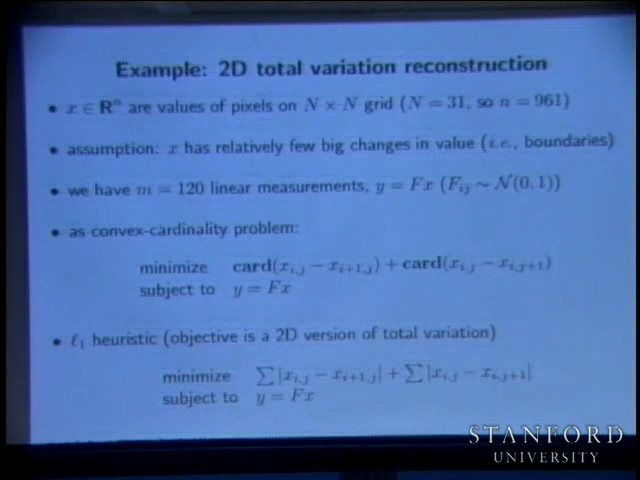 Example: 2D total variation reconstruction
• x ∈ Rⁿ are values of pixels on N × N grid (N = 31, so n = 961)
• assumption: x has relatively few big changes in value (i.e., boundaries)
• we have m = 120 linear measurements, y = Fx (Fᵢⱼ ∼ N(0, 1))
• as convex-cardinality problem:
minimize card(xᵢ,ⱼ − xᵢ₊₁,ⱼ) + card(xᵢ,ⱼ − xᵢ,ⱼ₊₁)
subject to y = Fx
• ℓ₁ heuristic (objective is a 2D version of total variation)
minimize ∑ |xᵢ,ⱼ − xᵢ₊₁,ⱼ| + ∑ |xᵢ,ⱼ − xᵢ,ⱼ₊₁|
subject to y = Fx
STANFORD
UNIVERSITY